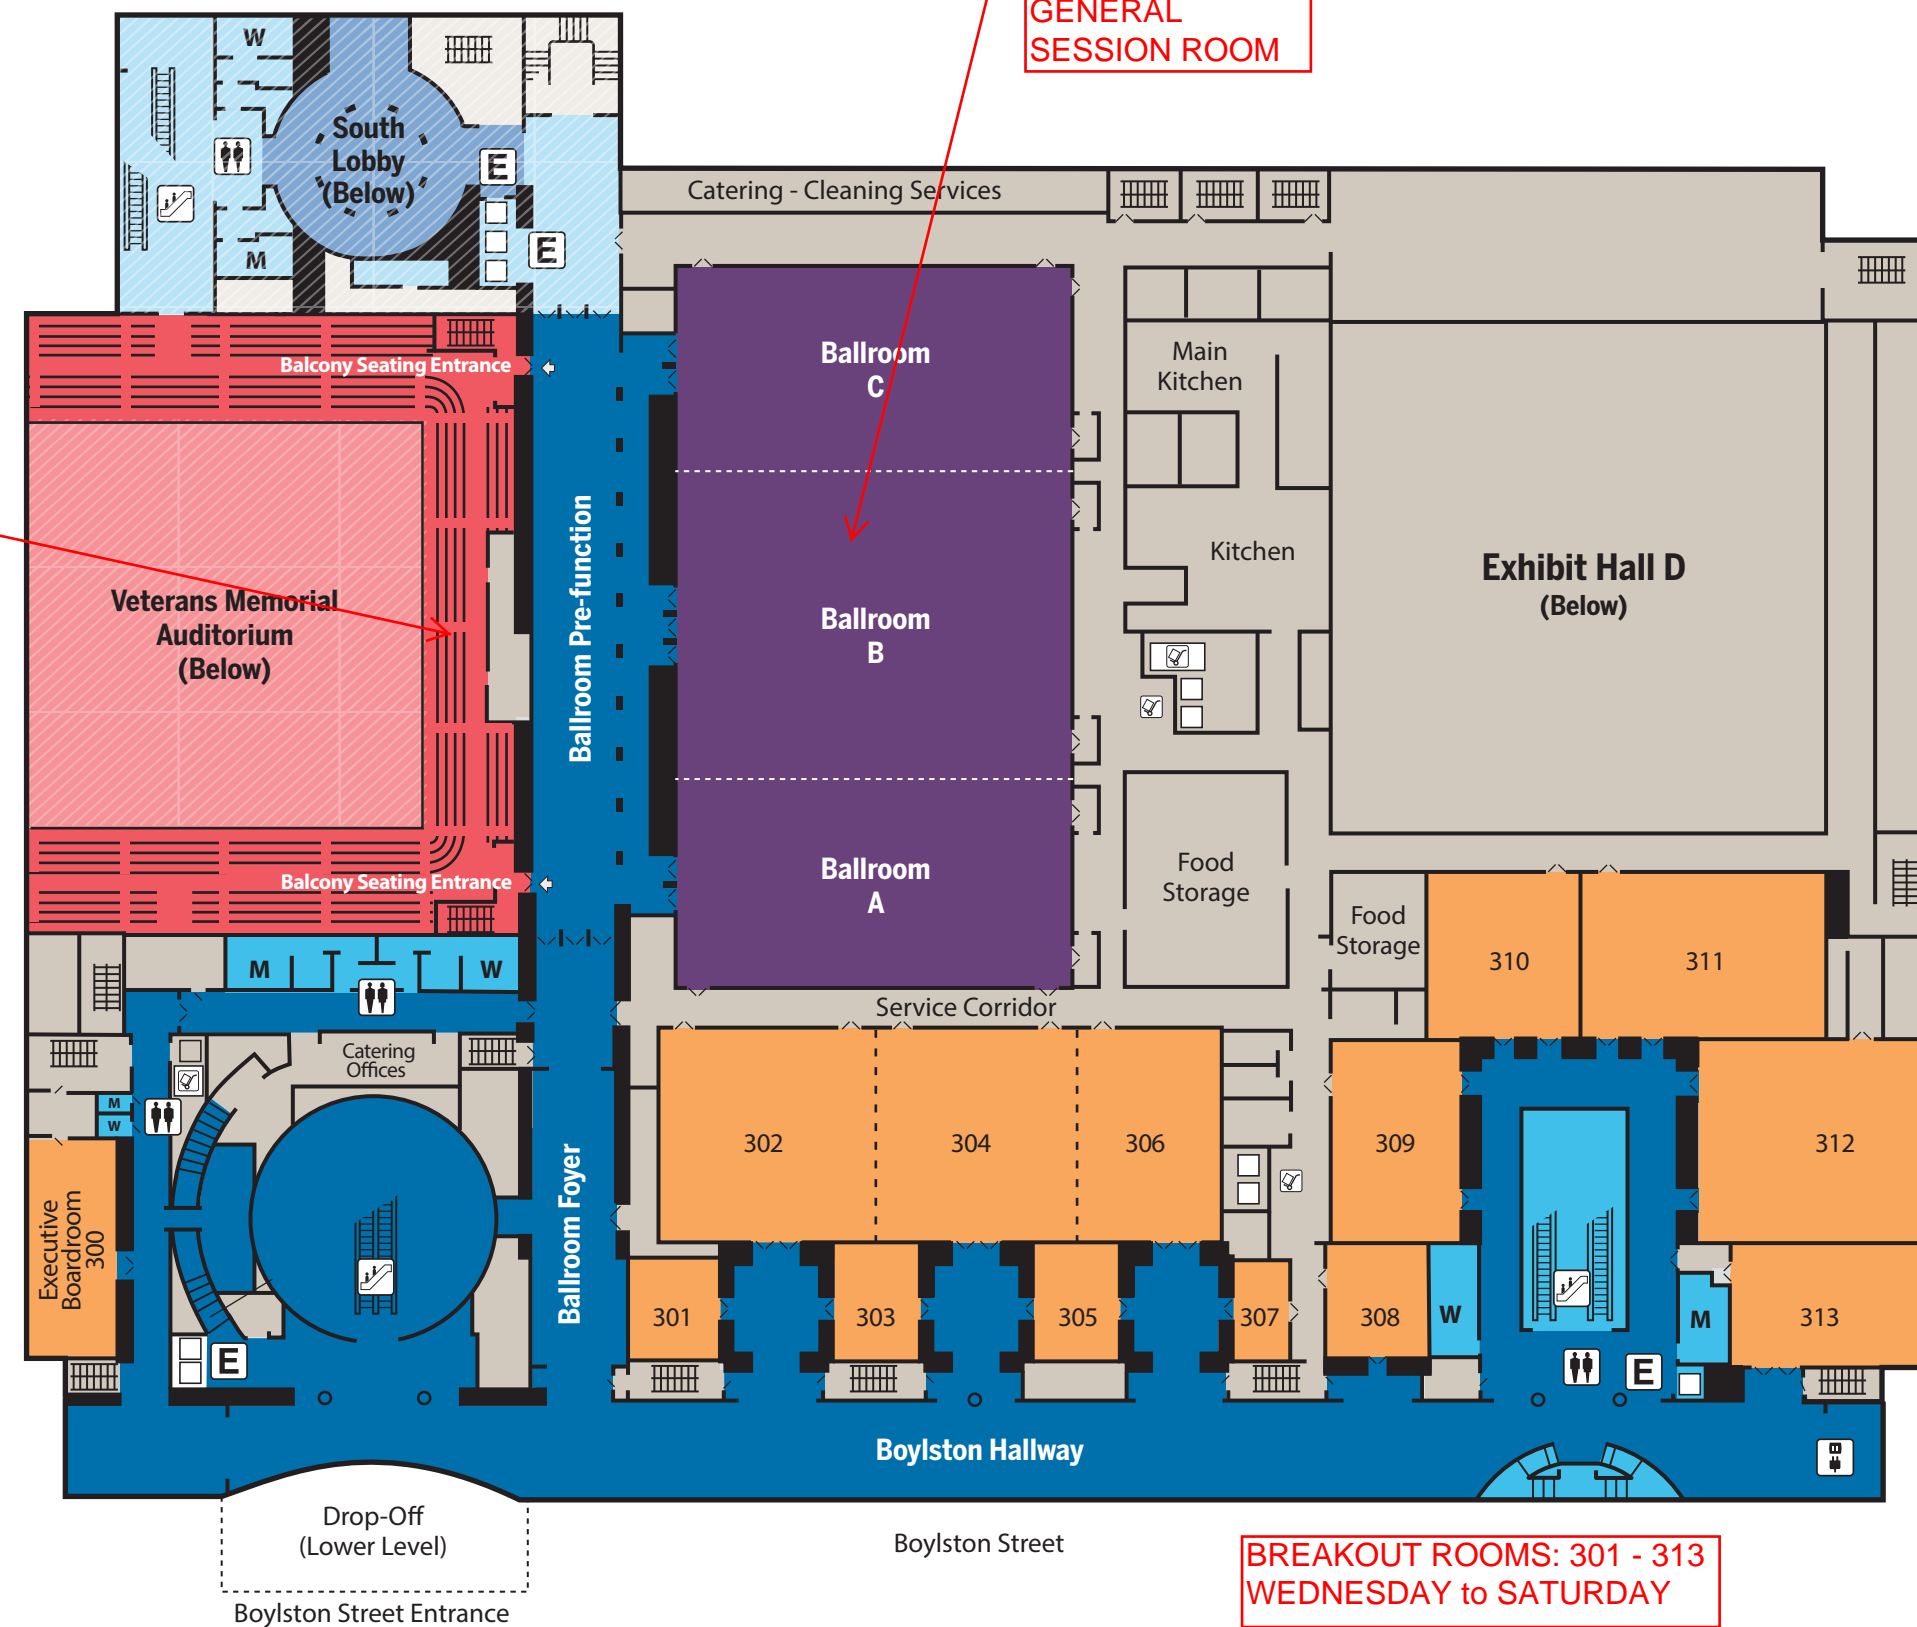 GENERAL
SESSION ROOM
W
South
Lobby
(Below)
E
E
M
Catering - Cleaning Services
Balcony Seating Entrance
Ballroom
C
Main
Kitchen
Kitchen
Exhibit Hall D
(Below)
Veterans Memorial
Auditorium
(Below)
Ballroom Pre-function
Ballroom
B
Ballroom
A
Food
Storage
Balcony Seating Entrance
Food
Storage
310
311
M
W
Service Corridor
Catering
Offices
M
W
302
304
306
309
312
Executive
Boardroom
300
Ballroom Foyer
301
303
305
307
308
W
M
313
E
E
Boylston Hallway
Drop-Off
(Lower Level)
Boylston Street
Boylston Street Entrance
BREAKOUT ROOMS: 301 - 313
WEDNESDAY to SATURDAY